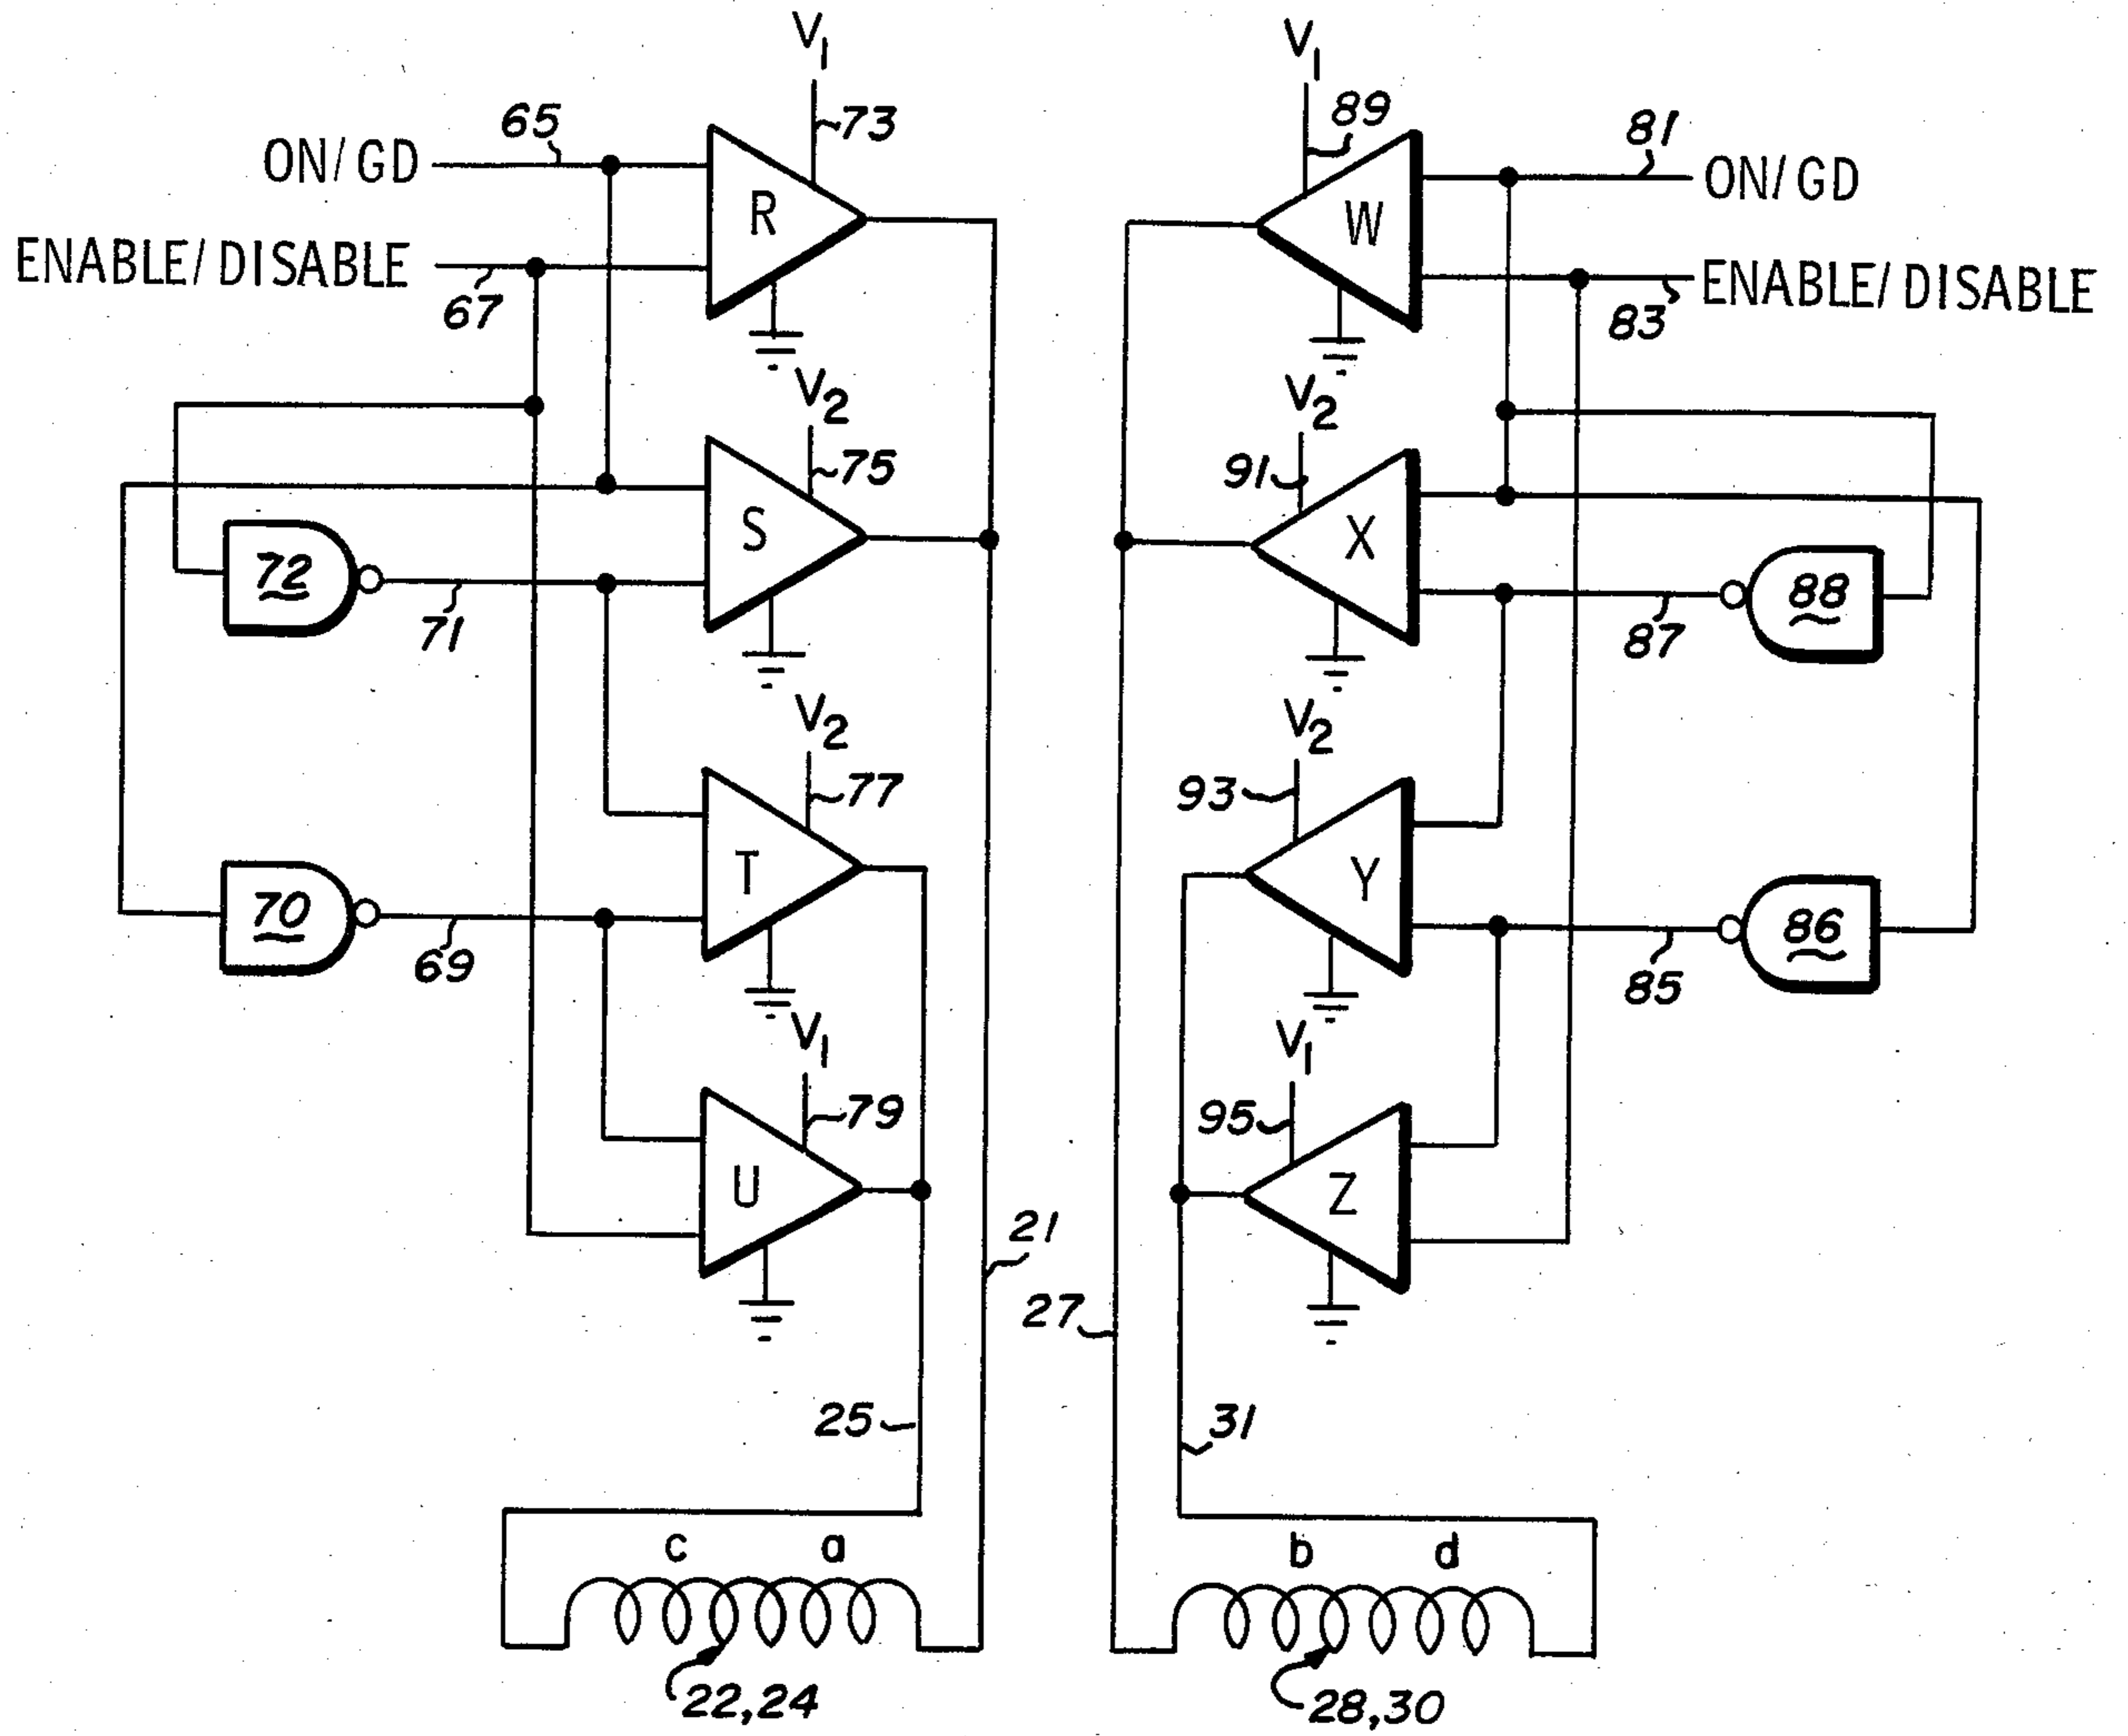 V1
V1
65
73
89
81
ON/GD
R
W
ON/GD
ENABLE/DISABLE
67
ENABLE/DISABLE
83
V2
V2
75
91
S
X
72
71
88
87
V2
V2
77
93
T
Y
70
69
86
85
V1
V1
79
95
U
Z
21
27
25
31
c
a
b
d
22,24
28,30